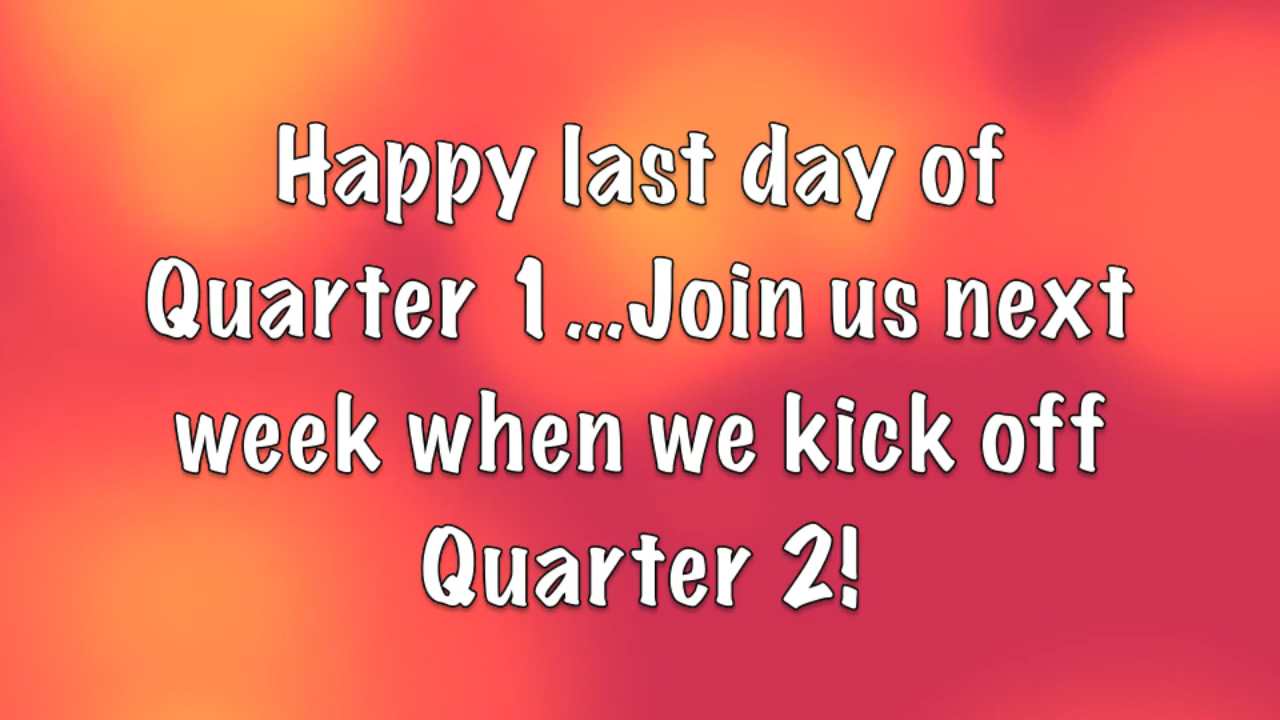 Happy last day of
Quarter 1...Join us next
week when we kick off
Quarter 2!